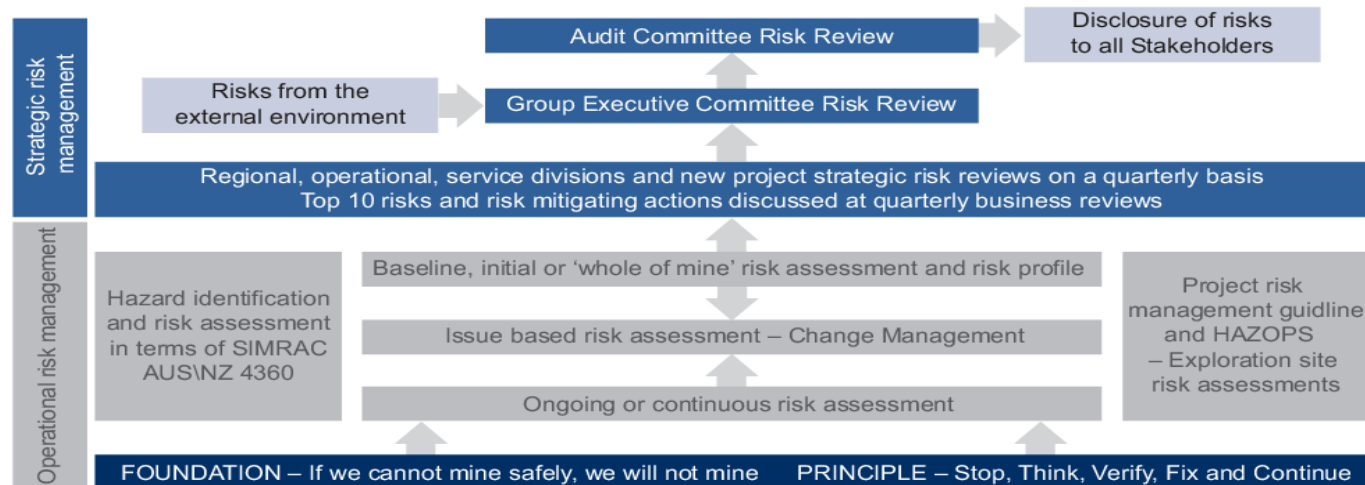 Strategic risk
management
Audit Committee Risk Review
Disclosure of risks
to all Stakeholders
Risks from the
external environment
Group Executive Committee Risk Review
Regional, operational, service divisions and new project strategic risk reviews on a quarterly basis
Top 10 risks and risk mitigating actions discussed at quarterly business reviews
Operational risk management
Hazard identification
and risk assessment
in terms of SIMRAC
AUS\NZ 4360
Baseline, initial or ‘whole of mine’ risk assessment and risk profile
Issue based risk assessment – Change Management
Ongoing or continuous risk assessment
Project risk
management guidline
and HAZOPS
– Exploration site
risk assessments
FOUNDATION – If we cannot mine safely, we will not mine PRINCIPLE – Stop, Think, Verify, Fix and Continue